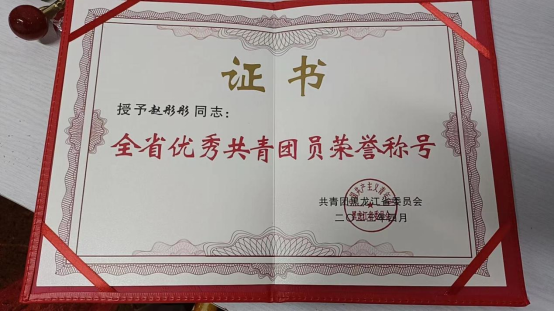 证书
授予赵彤彤同志:
全省优秀共青团员荣誉称号
共青团黑龙江省委员会